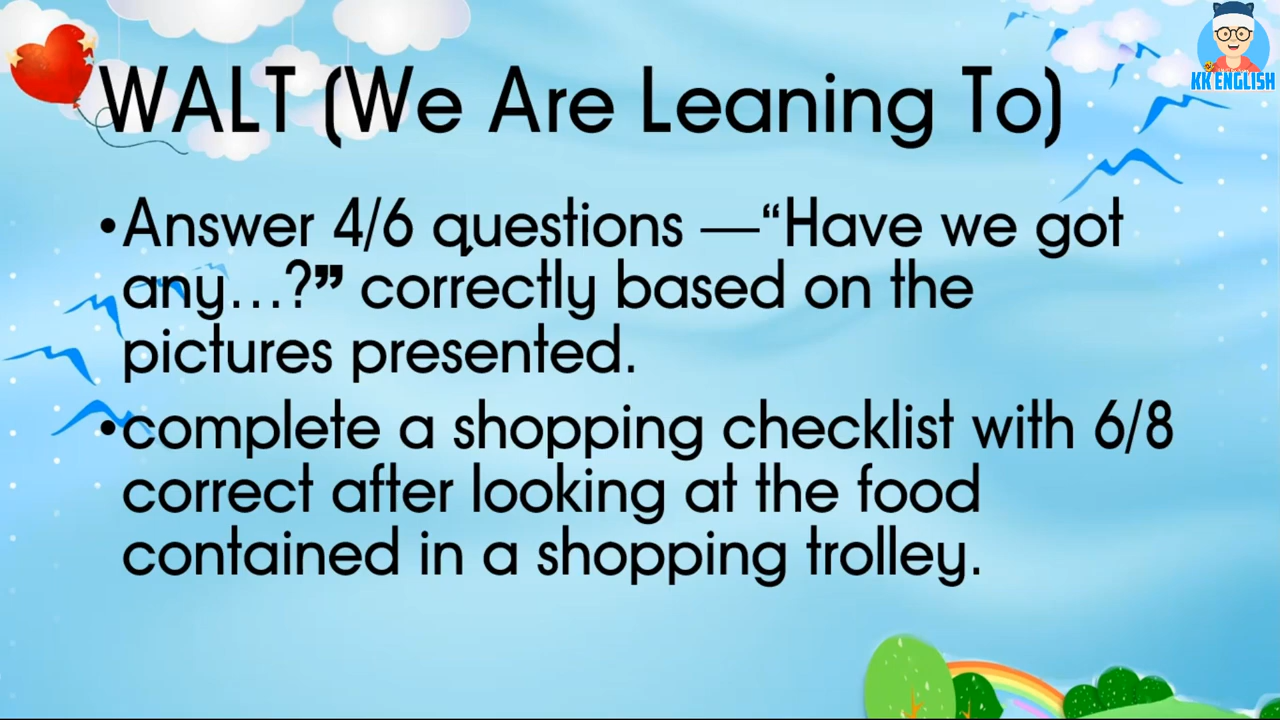 KK ENGLISH
WALT (We Are Leaning To)
•Answer 4/6 questions —“Have we got
any…?” correctly based on the
pictures presented.
•complete a shopping checklist with 6/8
correct after looking at the food
contained in a shopping trolley.